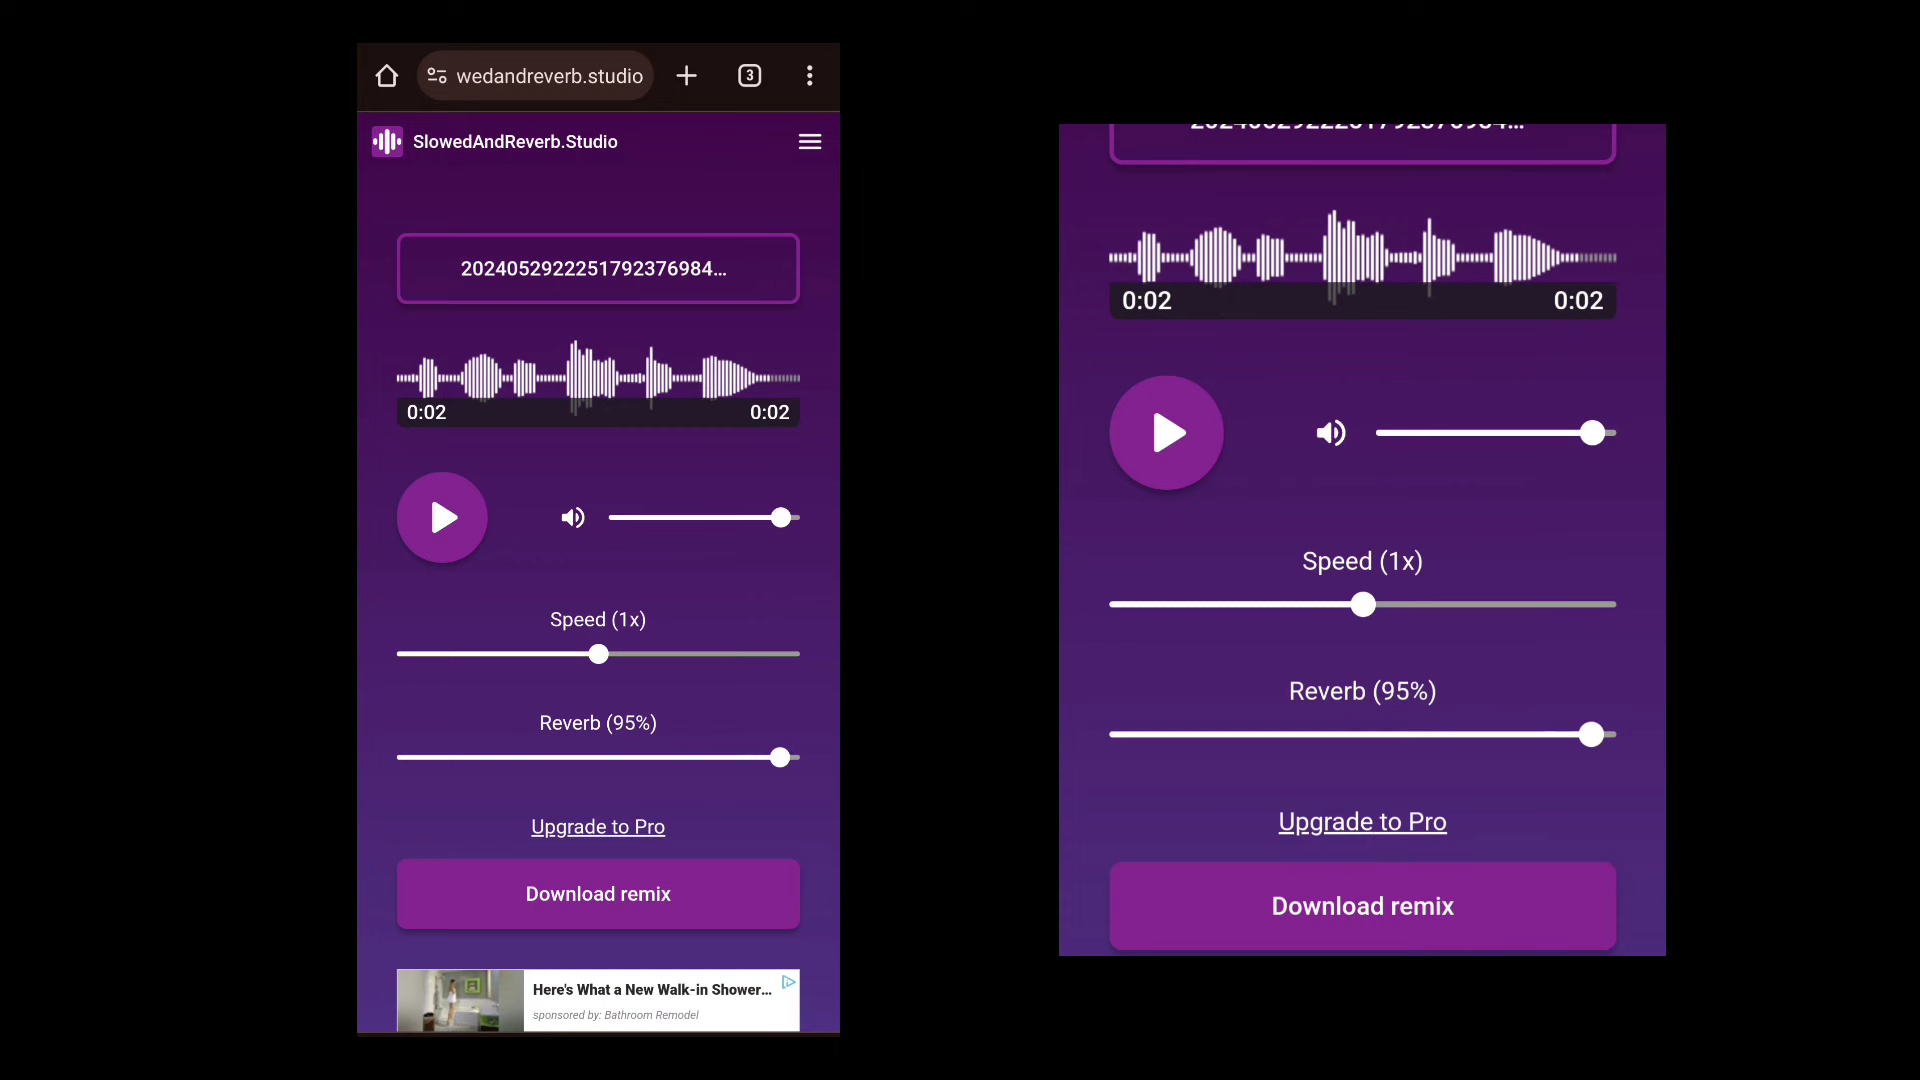 wedandreverb.studio
3
SlowedAndReverb.Studio
2024052922251792376984...
0:02
0:02
Speed (1x)
Reverb (95%)
Upgrade to Pro
Download remix
Here's What a New Walk-in Shower...
sponsored by: Bathroom Remodel
0:02
0:02
Speed (1x)
Reverb (95%)
Upgrade to Pro
Download remix